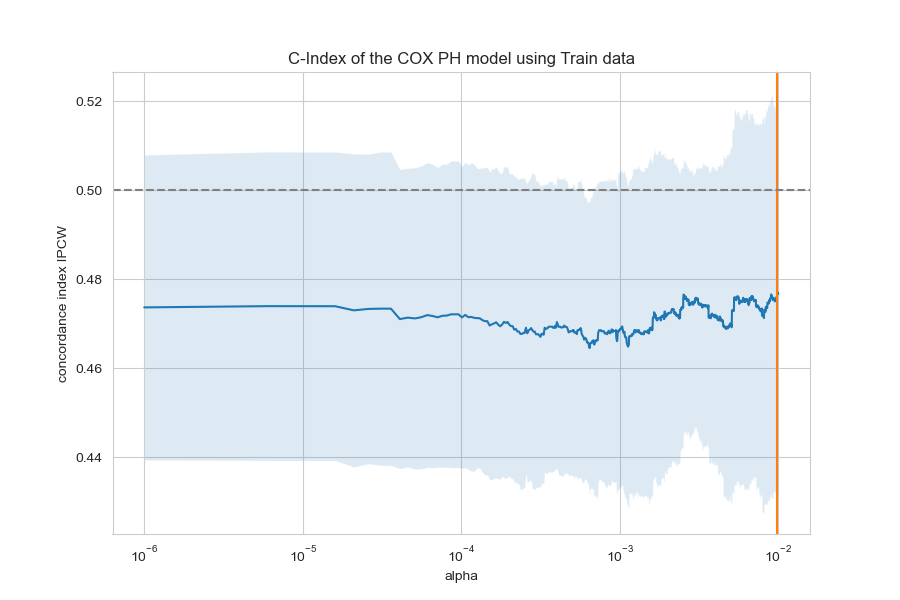 C-Index of the COX PH model using Train data
concordance index IPCW
0.52
0.50
0.48
0.46
0.44
10⁻⁶ 10⁻⁵ 10⁻⁴ 10⁻³ 10⁻²
alpha